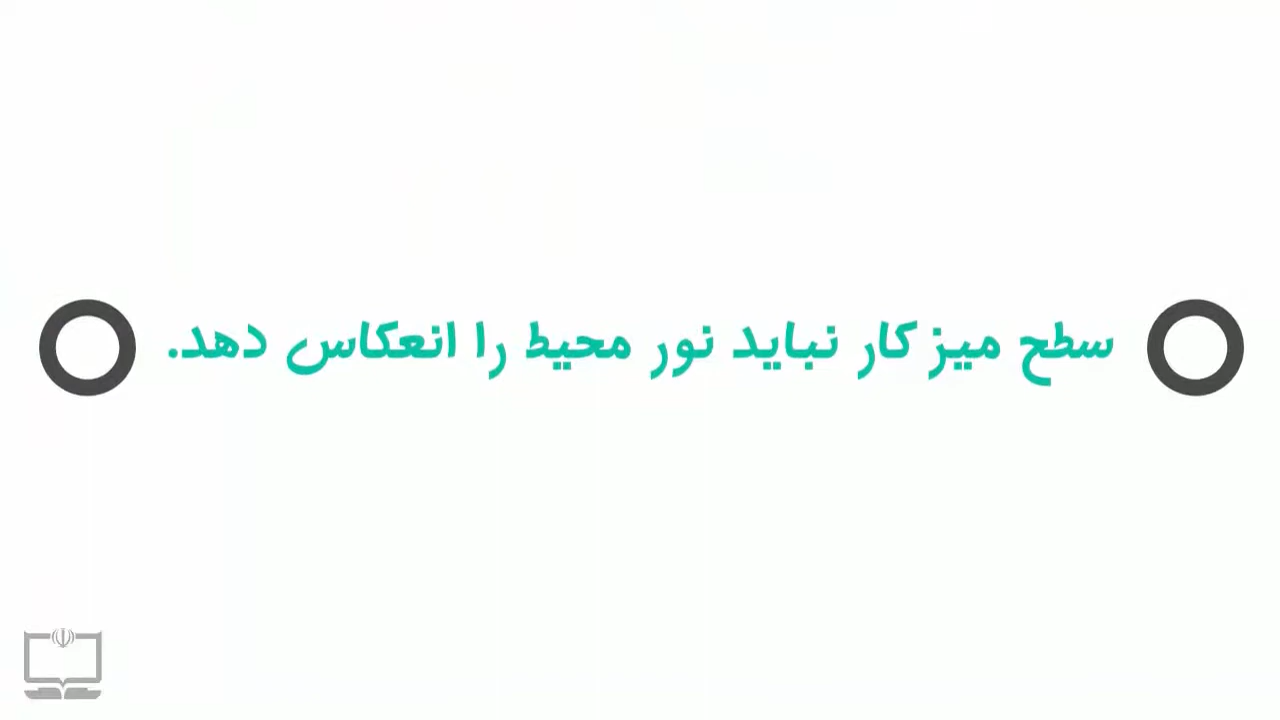 سطح میز کار نباید نور محیط را انعکاس دهد.